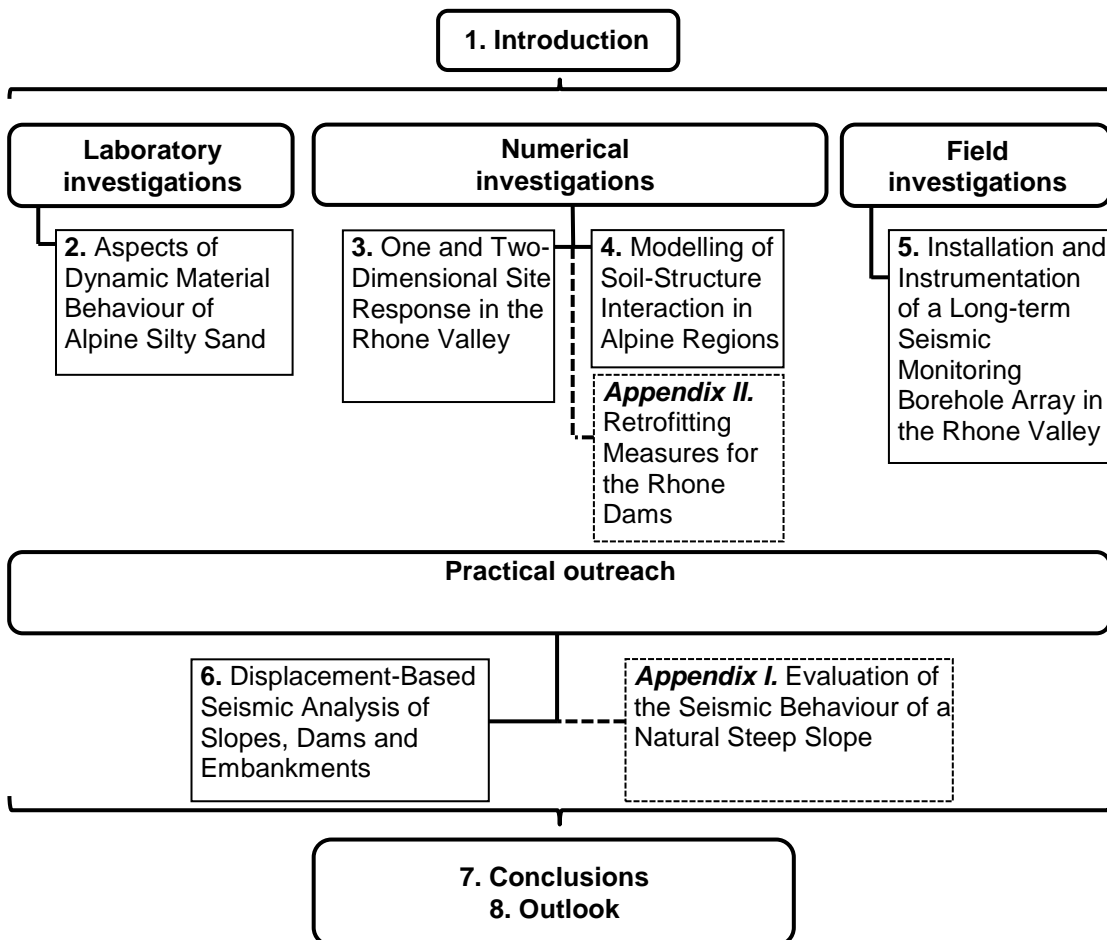 1. Introduction
Laboratory
investigations
Numerical
investigations
Field
investigations
2. Aspects of
Dynamic Material
Behaviour of
Alpine Silty Sand
3. One and Two-
Dimensional Site
Response in the
Rhone Valley
4. Modelling of
Soil-Structure
Interaction in
Alpine Regions
Appendix II.
Retrofitting
Measures for
the Rhone
Dams
5. Installation and
Instrumentation
of a Long-term
Seismic
Monitoring
Borehole Array in
the Rhone Valley
Practical outreach
6. Displacement-Based
Seismic Analysis of
Slopes, Dams and
Embankments
Appendix I. Evaluation of
the Seismic Behaviour of a
Natural Steep Slope
7. Conclusions
8. Outlook